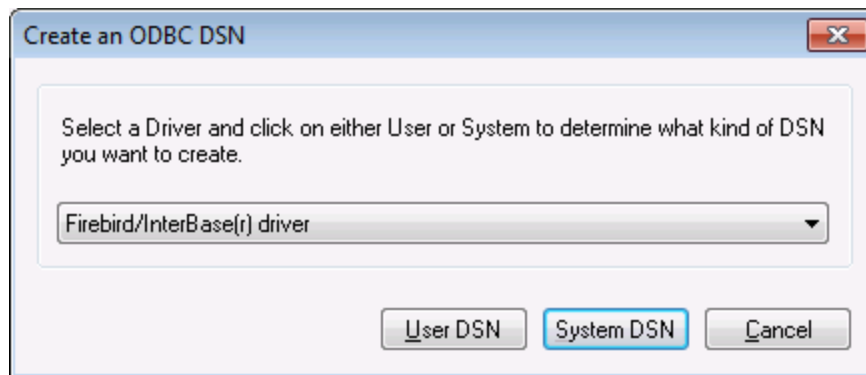 Create an ODBC DSN
Select a Driver and click on either User or System to determine what kind of DSN
you want to create.
Firebird/InterBase(r) driver
User DSN System DSN Cancel